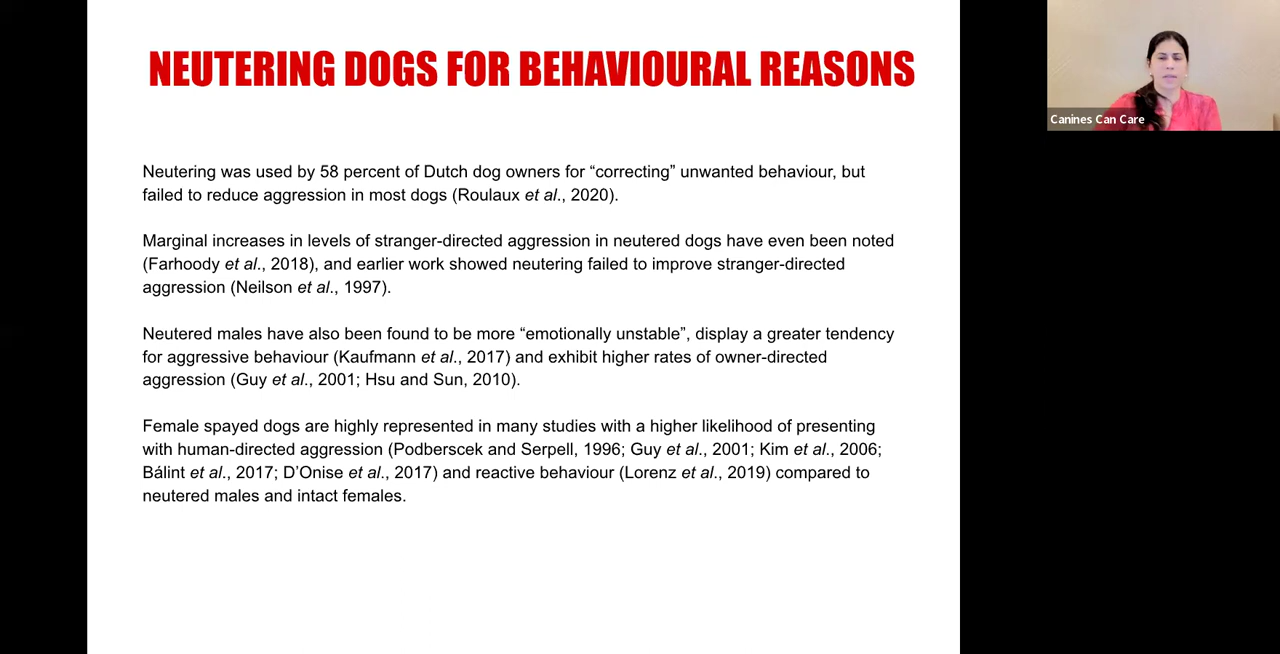 NEUTERING DOGS FOR BEHAVIOURAL REASONS
Neutering was used by 58 percent of Dutch dog owners for “correcting” unwanted behaviour, but
failed to reduce aggression in most dogs (Roulaux et al., 2020).
Marginal increases in levels of stranger-directed aggression in neutered dogs have even been noted
(Farhoody et al., 2018), and earlier work showed neutering failed to improve stranger-directed
aggression (Neilson et al., 1997).
Neutered males have also been found to be more “emotionally unstable”, display a greater tendency
for aggressive behaviour (Kaufmann et al., 2017) and exhibit higher rates of owner-directed
aggression (Guy et al., 2001; Hsu and Sun, 2010).
Female spayed dogs are highly represented in many studies with a higher likelihood of presenting
with human-directed aggression (Podberscek and Serpell, 1996; Guy et al., 2001; Kim et al., 2006;
Bálint et al., 2017; D’Onise et al., 2017) and reactive behaviour (Lorenz et al., 2019) compared to
neutered males and intact females.
Canines Can Care